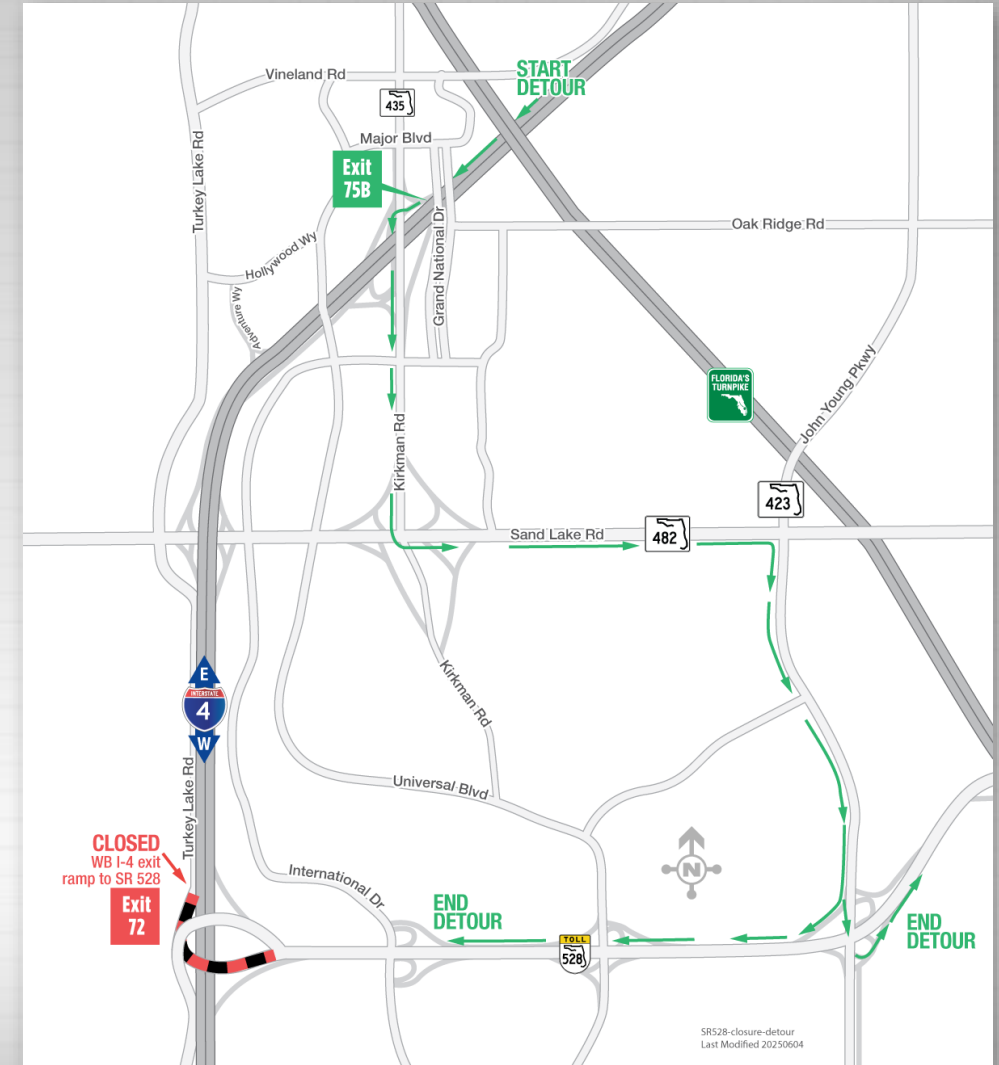 Vineland Rd
START
DETOUR
435
Major Blvd
Turkey Lake Rd
Exit
75B
Oak Ridge Rd
Grand National Dr
Hollywood Wy
Adventure Wy
FLORIDA'S
TURNPIKE
John Young Pkwy
Kirkman Rd
423
Sand Lake Rd
482
E
INTERSTATE
4
W
Kirkman Rd
Turkey Lake Rd
Universal Blvd
CLOSED
WB I-4 exit
ramp to SR 528
Exit
72
International Dr
N
END
DETOUR
END
DETOUR
TOLL
528
SR528-closure-detour
Last Modified 20250604